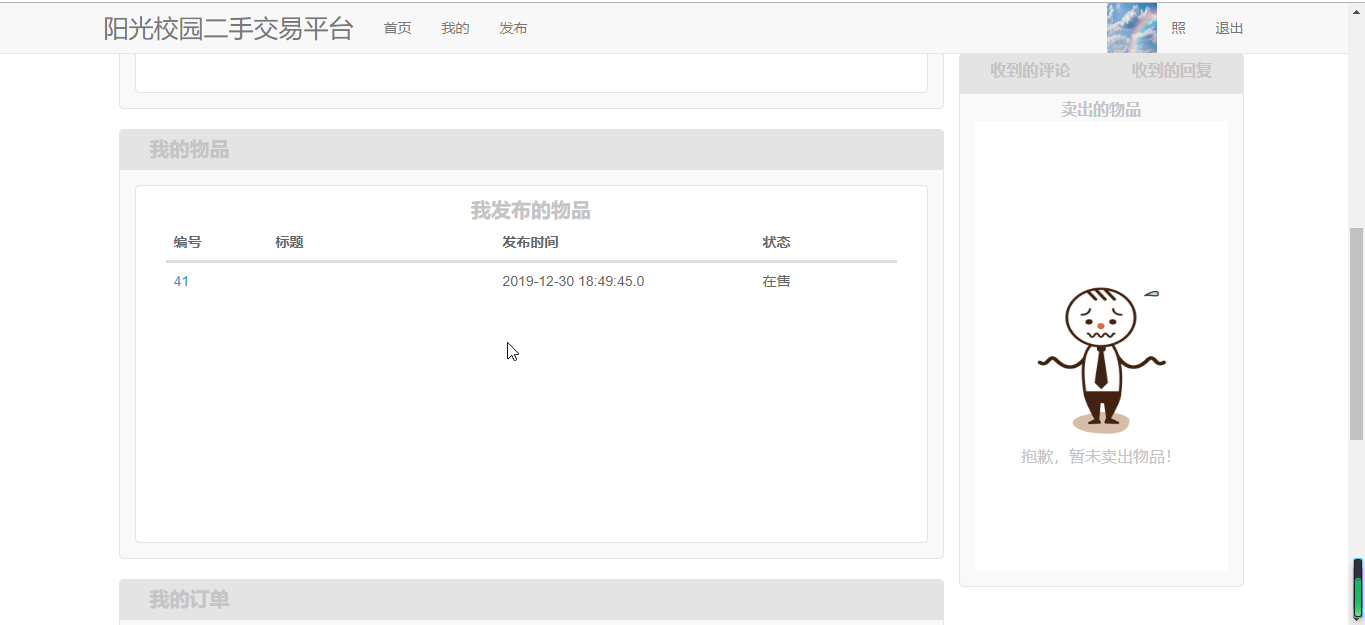 阳光校园二手交易平台 首页 我的 发布 照 退出
收到的评论 收到的回复
卖出的物品
我的物品
我发布的物品
编号 标题 发布时间 状态
41 2019-12-30 18:49:45.0 在售
抱歉，暂未卖出物品！
我的订单